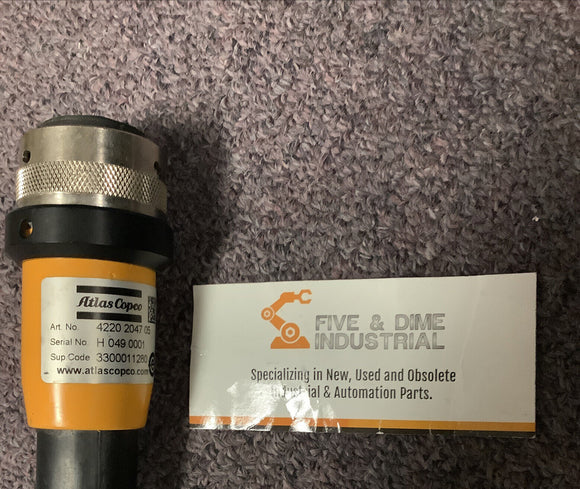 Atlas Copco
Art. No. 4220 2047 05
Serial No. H 049 0001
Sup Code 3300011280
www.atlascopco.com
FIVE & DIME
INDUSTRIAL
Specializing in New, Used and Obsolete
Industrial & Automation Parts.